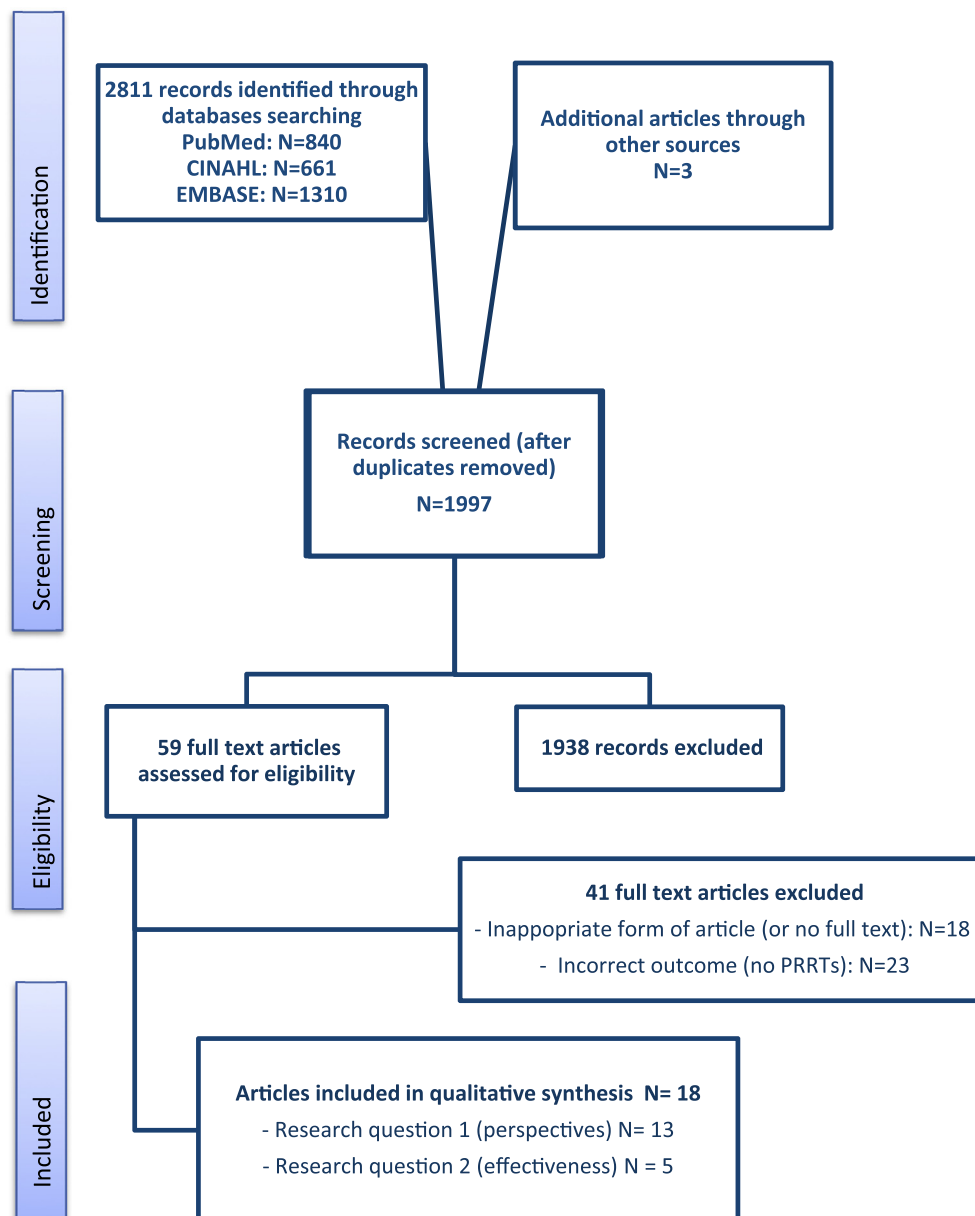 Identification
2811 records identified through
databases searching
PubMed: N=840
CINAHL: N=661
EMBASE: N=1310
Additional articles through
other sources
N=3
Screening
Records screened (after
duplicates removed)
N=1997
Eligibility
59 full text articles
assessed for eligibility
1938 records excluded
41 full text articles excluded
- Inappopriate form of article (or no full text): N=18
- Incorrect outcome (no PRRTs): N=23
Included
Articles included in qualitative synthesis N= 18
- Research question 1 (perspectives) N= 13
- Research question 2 (effectiveness) N = 5